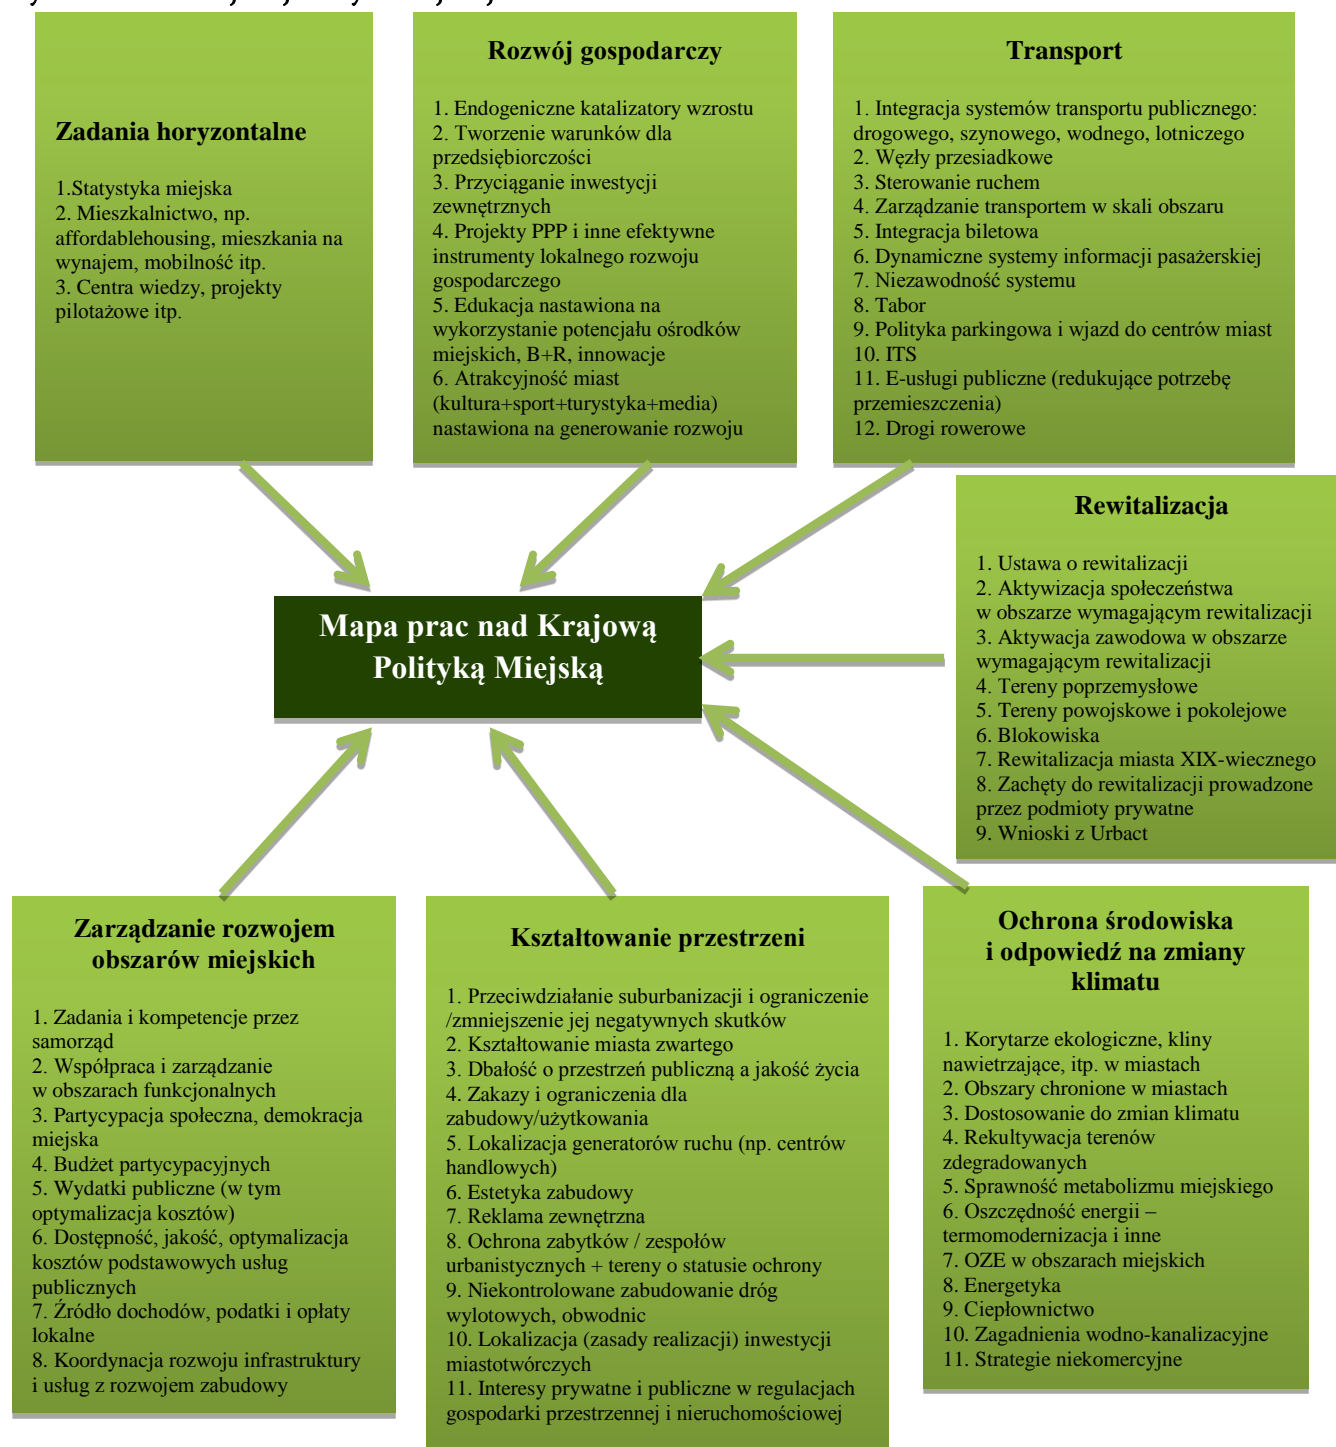 Zadania horyzontalne
1.Statystyka miejska
2. Mieszkalnictwo, np.
affordablehousing, mieszkania na
wynajem, mobilność itp.
3. Centra wiedzy, projekty
pilotażowe itp.
Rozwój gospodarczy
1. Endogeniczne katalizatory wzrostu
2. Tworzenie warunków dla
przedsiębiorczości
3. Przyciąganie inwestycji
zewnętrznych
4. Projekty PPP i inne efektywne
instrumenty lokalnego rozwoju
gospodarczego
5. Edukacja nastawiona na
wykorzystanie potencjału ośrodków
miejskich, B+R, innowacje
6. Atrakcyjność miast
(kultura+sport+turystyka+media)
nastawiona na generowanie rozwoju
Transport
1. Integracja systemów transportu publicznego:
drogowego, szynowego, wodnego, lotniczego
2. Węzły przesiadkowe
3. Sterowanie ruchem
4. Zarządzanie transportem w skali obszaru
5. Integracja biletowa
6. Dynamiczne systemy informacji pasażerskiej
7. Niezawodność systemu
8. Tabor
9. Polityka parkingowa i wjazd do centrów miast
10. ITS
11. E-usługi publiczne (redukujące potrzebę
przemieszczenia)
12. Drogi rowerowe
Rewitalizacja
1. Ustawa o rewitalizacji
2. Aktywizacja społeczeństwa
w obszarze wymagającym rewitalizacji
3. Aktywacja zawodowa w obszarze
wymagającym rewitalizacji
4. Tereny poprzemysłowe
5. Tereny powojskowe i pokolejowe
6. Blokowiska
7. Rewitalizacja miasta XIX-wiecznego
8. Zachęty do rewitalizacji prowadzone
przez podmioty prywatne
9. Wnioski z Urbact
Mapa prac nad Krajową
Polityką Miejską
Zarządzanie rozwojem
obszarów miejskich
1. Zadania i kompetencje przez
samorząd
2. Współpraca i zarządzanie
w obszarach funkcjonalnych
3. Partycypacja społeczna, demokracja
miejska
4. Budżet partycypacyjnych
5. Wydatki publiczne (w tym
optymalizacja kosztów)
6. Dostępność, jakość, optymalizacja
kosztów podstawowych usług
publicznych
7. Źródło dochodów, podatki i opłaty
lokalne
8. Koordynacja rozwoju infrastruktury
i usług z rozwojem zabudowy
Kształtowanie przestrzeni
1. Przeciwdziałanie suburbanizacji i ograniczenie
/zmniejszenie jej negatywnych skutków
2. Kształtowanie miasta zwartego
3. Dbałość o przestrzeń publiczną a jakość życia
4. Zakazy i ograniczenia dla
zabudowy/użytkowania
5. Lokalizacja generatorów ruchu (np. centrów
handlowych)
6. Estetyka zabudowy
7. Reklama zewnętrzna
8. Ochrona zabytków / zespołów
urbanistycznych + tereny o statusie ochrony
9. Niekontrolowane zabudowanie dróg
wylotowych, obwodnic
10. Lokalizacja (zasady realizacji) inwestycji
miastotwórczych
11. Interesy prywatne i publiczne w regulacjach
gospodarki przestrzennej i nieruchomościowej
Ochrona środowiska
i odpowiedź na zmiany
klimatu
1. Korytarze ekologiczne, kliny
nawietrzające, itp. w miastach
2. Obszary chronione w miastach
3. Dostosowanie do zmian klimatu
4. Rekultywacja terenów
zdegradowanych
5. Sprawność metabolizmu miejskiego
6. Oszczędność energii –
termomodernizacja i inne
7. OZE w obszarach miejskich
8. Energetyka
9. Ciepłownictwo
10. Zagadnienia wodno-kanalizacyjne
11. Strategie niekomercyjne